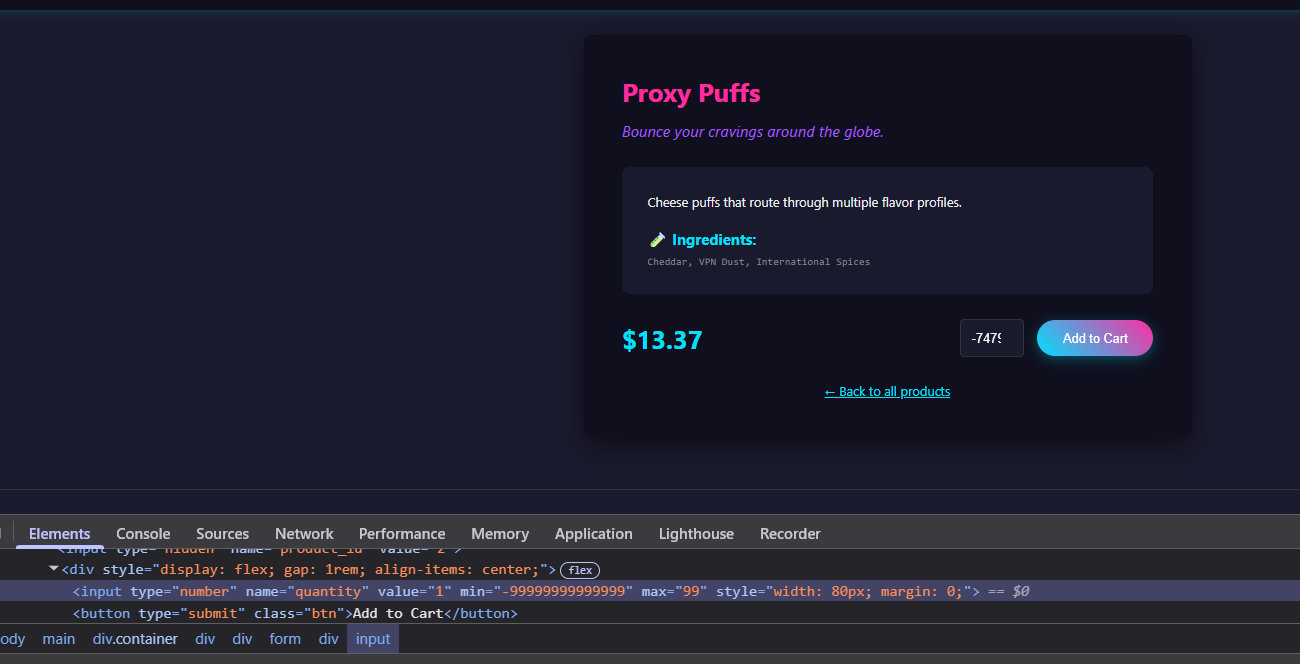 Proxy Puffs
Bounce your cravings around the globe.
Cheese puffs that route through multiple flavor profiles.
Ingredients:
Cheddar, VPN Dust, International Spices
$13.37
-7479
Add to Cart
← Back to all products
Elements Console Sources Network Performance Memory Application Lighthouse Recorder
<input type="hidden" name="product_id" value="2">
<div style="display: flex; gap: 1rem; align-items: center;"> flex
<input type="number" name="quantity" value="1" min="-99999999999999" max="99" style="width: 80px; margin: 0;"> == $0
<button type="submit" class="btn">Add to Cart</button>
ody main div.container div div form div input